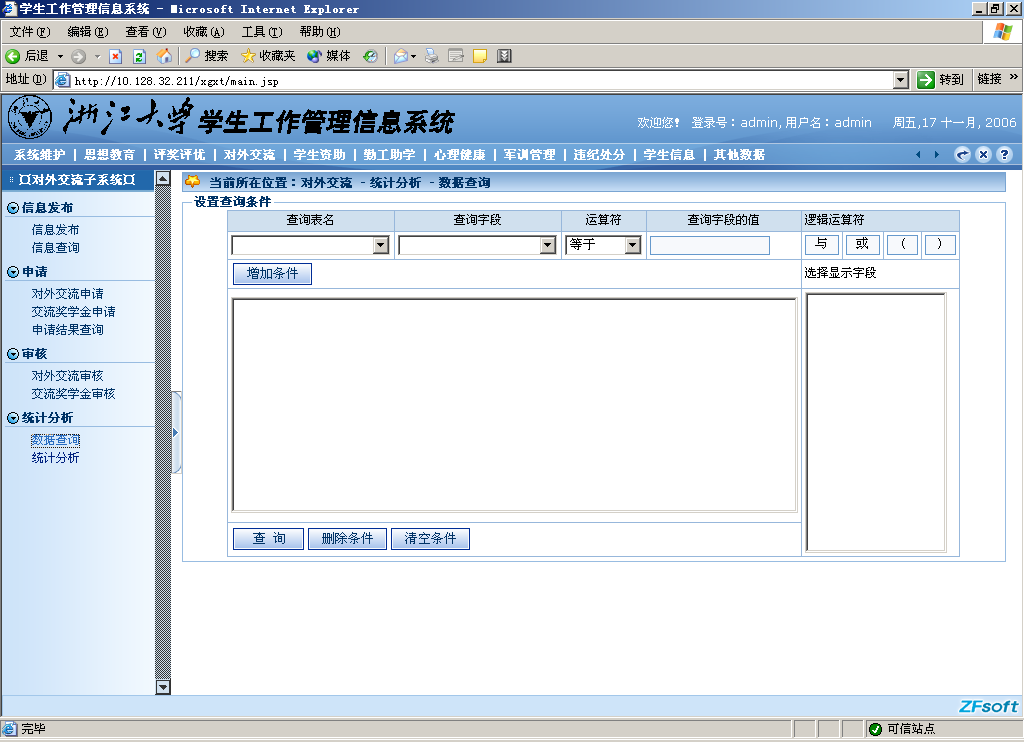 学生工作管理信息系统 - Microsoft Internet Explorer
文件(F) 编辑(E) 查看(V) 收藏(A) 工具(T) 帮助(H)
后退 搜索 收藏夹 媒体
地址(D) http://10.128.32.211/xgxt/main.jsp 转到 链接 »
浙江大学 学生工作管理信息系统
欢迎您! 登录号:admin,用户名:admin 周五,17 十一月, 2006
系统维护 | 思想教育 | 评奖评优 | 对外交流 | 学生资助 | 勤工助学 | 心理健康 | 军训管理 | 违纪处分 | 学生信息 | 其他数据
¤对外交流子系统¤
信息发布
信息发布
信息查询
申请
对外交流申请
交流奖学金申请
申请结果查询
审核
对外交流审核
交流奖学金审核
统计分析
数据查询
统计分析
当前所在位置:对外交流 - 统计分析 - 数据查询
设置查询条件
查询表名 查询字段 运算符 查询字段的值 逻辑运算符
等于 与 或 ( )
增加条件 选择显示字段
查 询 删除条件 清空条件
ZFsoft
完毕 可信站点